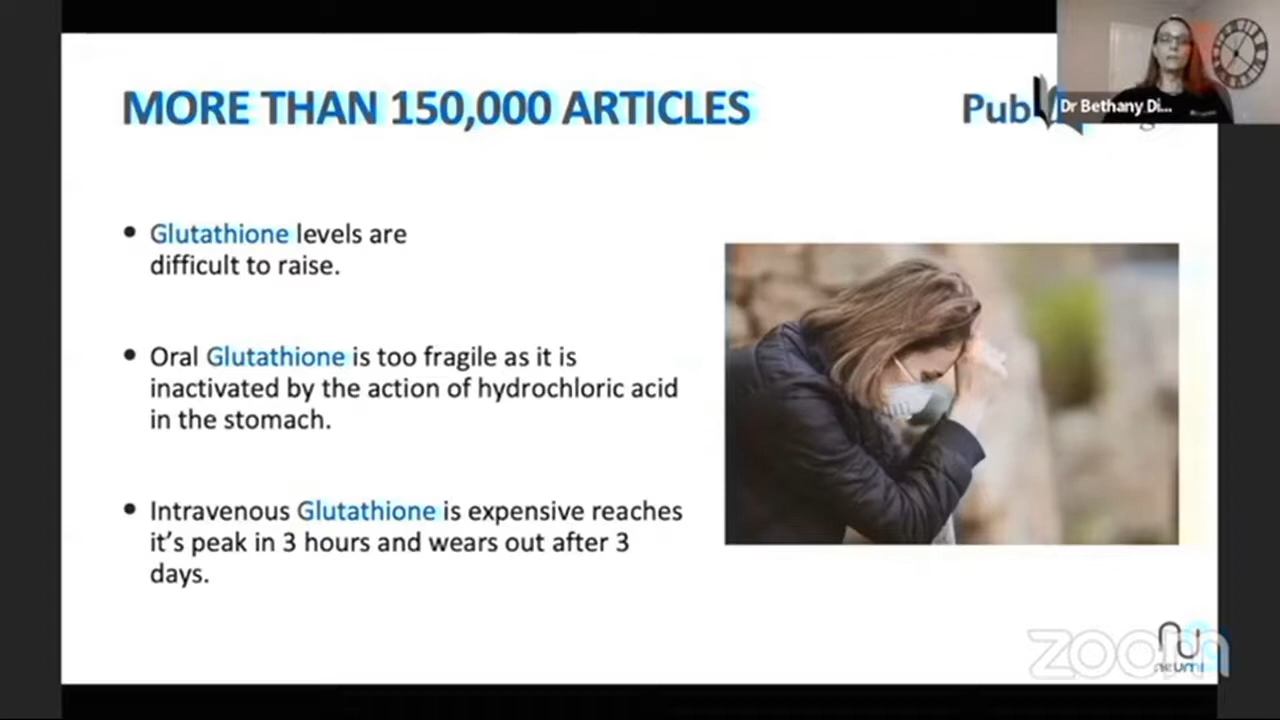 MORE THAN 150,000 ARTICLES
Pub
Dr Bethany Di...
Glutathione levels are
difficult to raise.
Oral Glutathione is too fragile as it is
inactivated by the action of hydrochloric acid
in the stomach.
Intravenous Glutathione is expensive reaches
it's peak in 3 hours and wears out after 3
days.
zoom
neumi